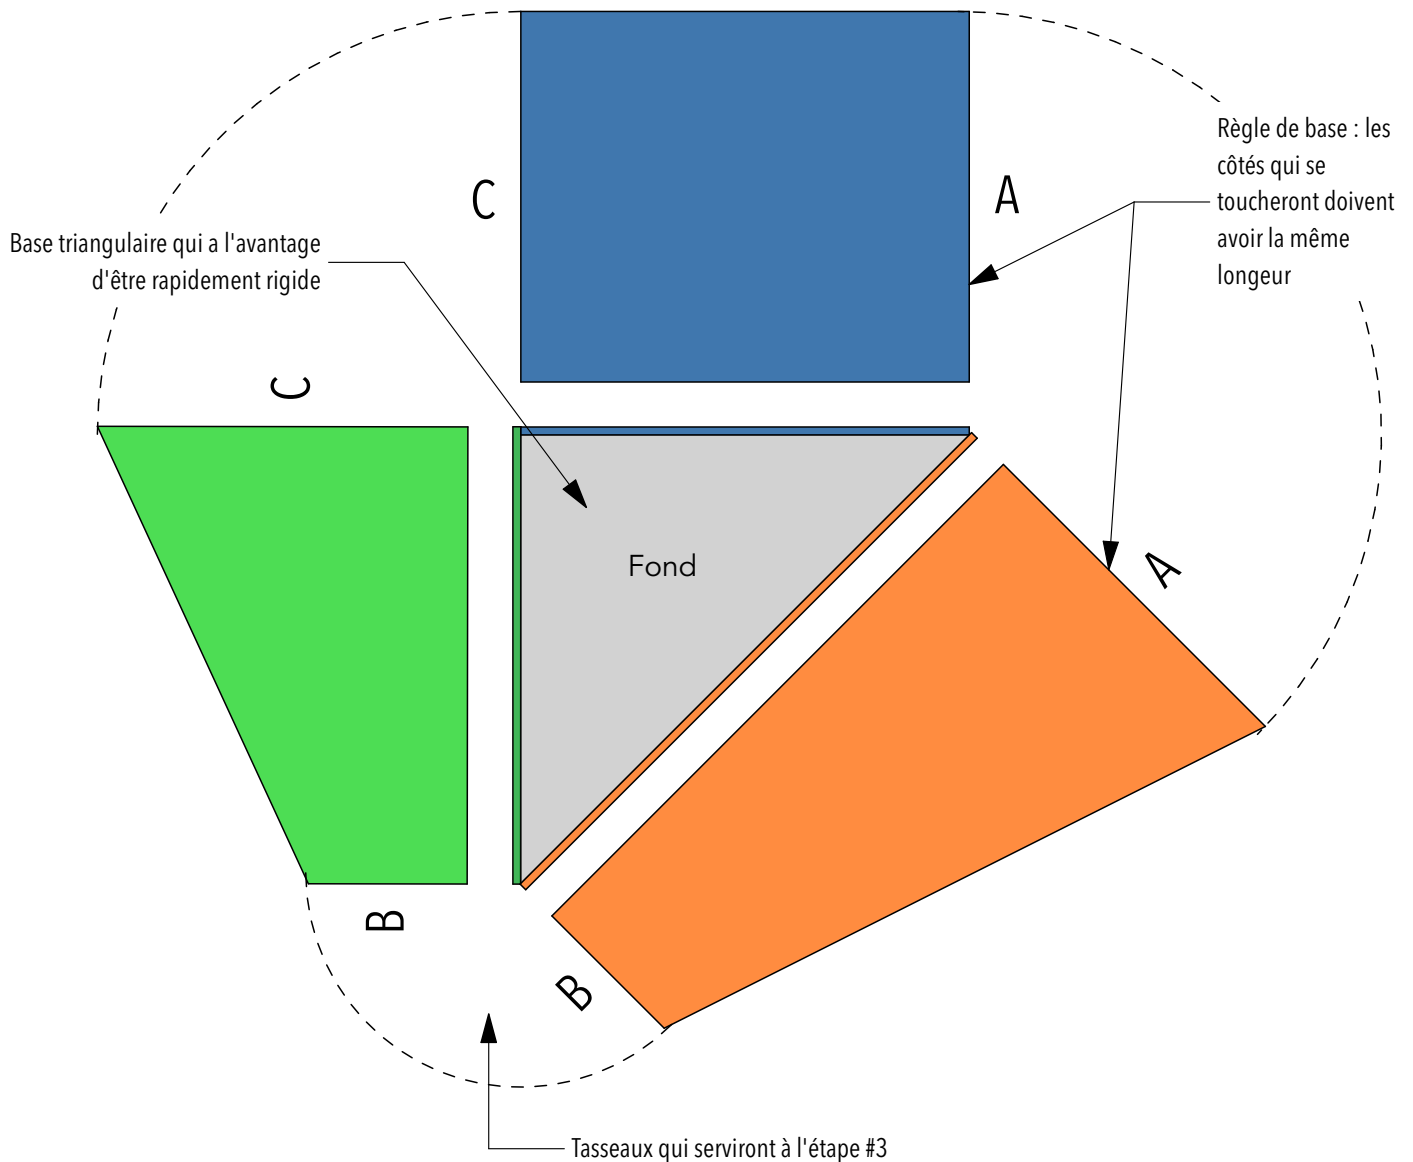 C
A
Règle de base : les
côtés qui se
toucheront doivent
avoir la même
longeur
Base triangulaire qui a l'avantage
d'être rapidement rigide
C
Fond
A
B
B
Tasseaux qui serviront à l'étape #3